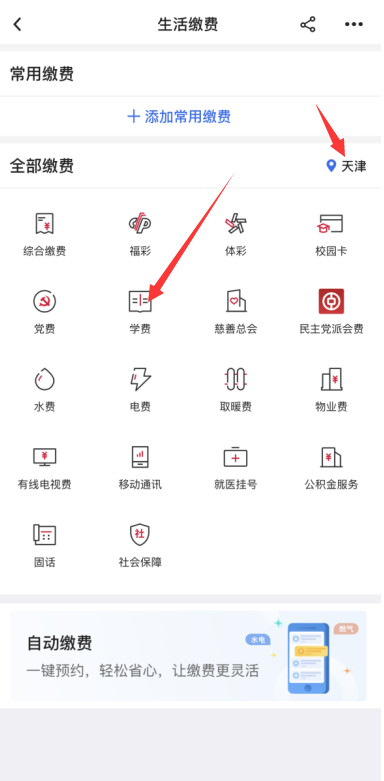 生活缴费
常用缴费
添加常用缴费
全部缴费 天津
综合缴费 福彩 体彩 校园卡
党费 学费 慈善总会 民主党派会费
水费 电费 取暖费 物业费
有线电视费 移动通讯 就医挂号 公积金服务
社
固话 社会保障
自动缴费
一键预约，轻松省心，让缴费更灵活
水电
燃气